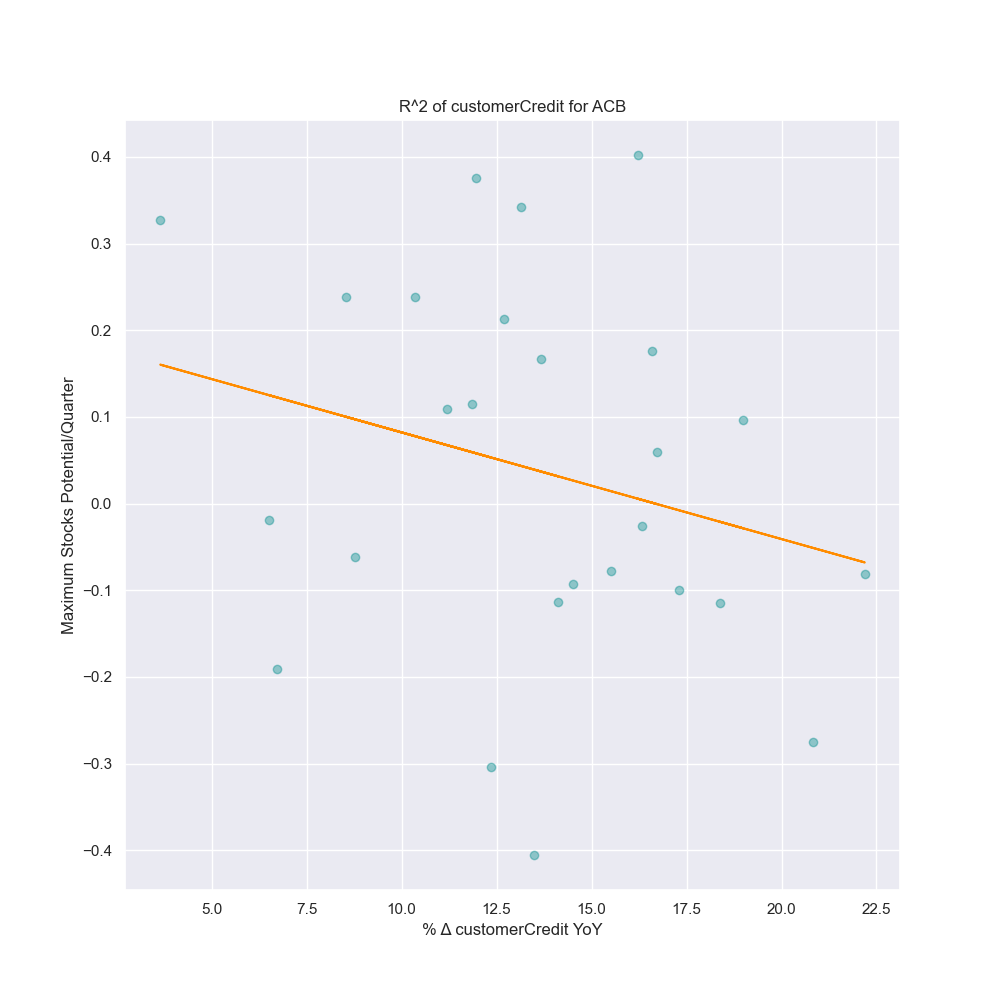 R^2 of customerCredit for ACB
Maximum Stocks Potential/Quarter
0.4
0.3
0.2
0.1
0.0
−0.1
−0.2
−0.3
−0.4
5.0 7.5 10.0 12.5 15.0 17.5 20.0 22.5
% Δ customerCredit YoY